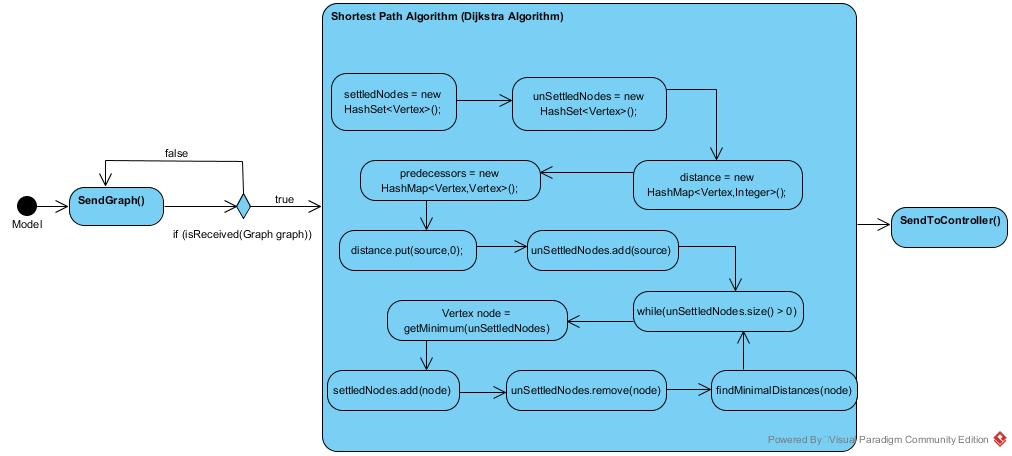 Shortest Path Algorithm (Dijkstra Algorithm)
settledNodes = new
HashSet<Vertex>();
unSettledNodes = new
HashSet<Vertex>();
false
predecessors = new
HashMap<Vertex,Vertex>();
distance = new
HashMap<Vertex,Integer>();
SendGraph()
true
Model
if (isReceived(Graph graph))
SendToController()
distance.put(source,0);
unSettledNodes.add(source)
Vertex node =
getMinimum(unSettledNodes)
while(unSettledNodes.size() > 0)
settledNodes.add(node)
unSettledNodes.remove(node)
findMinimalDistances(node)
Powered By Visual Paradigm Community Edition